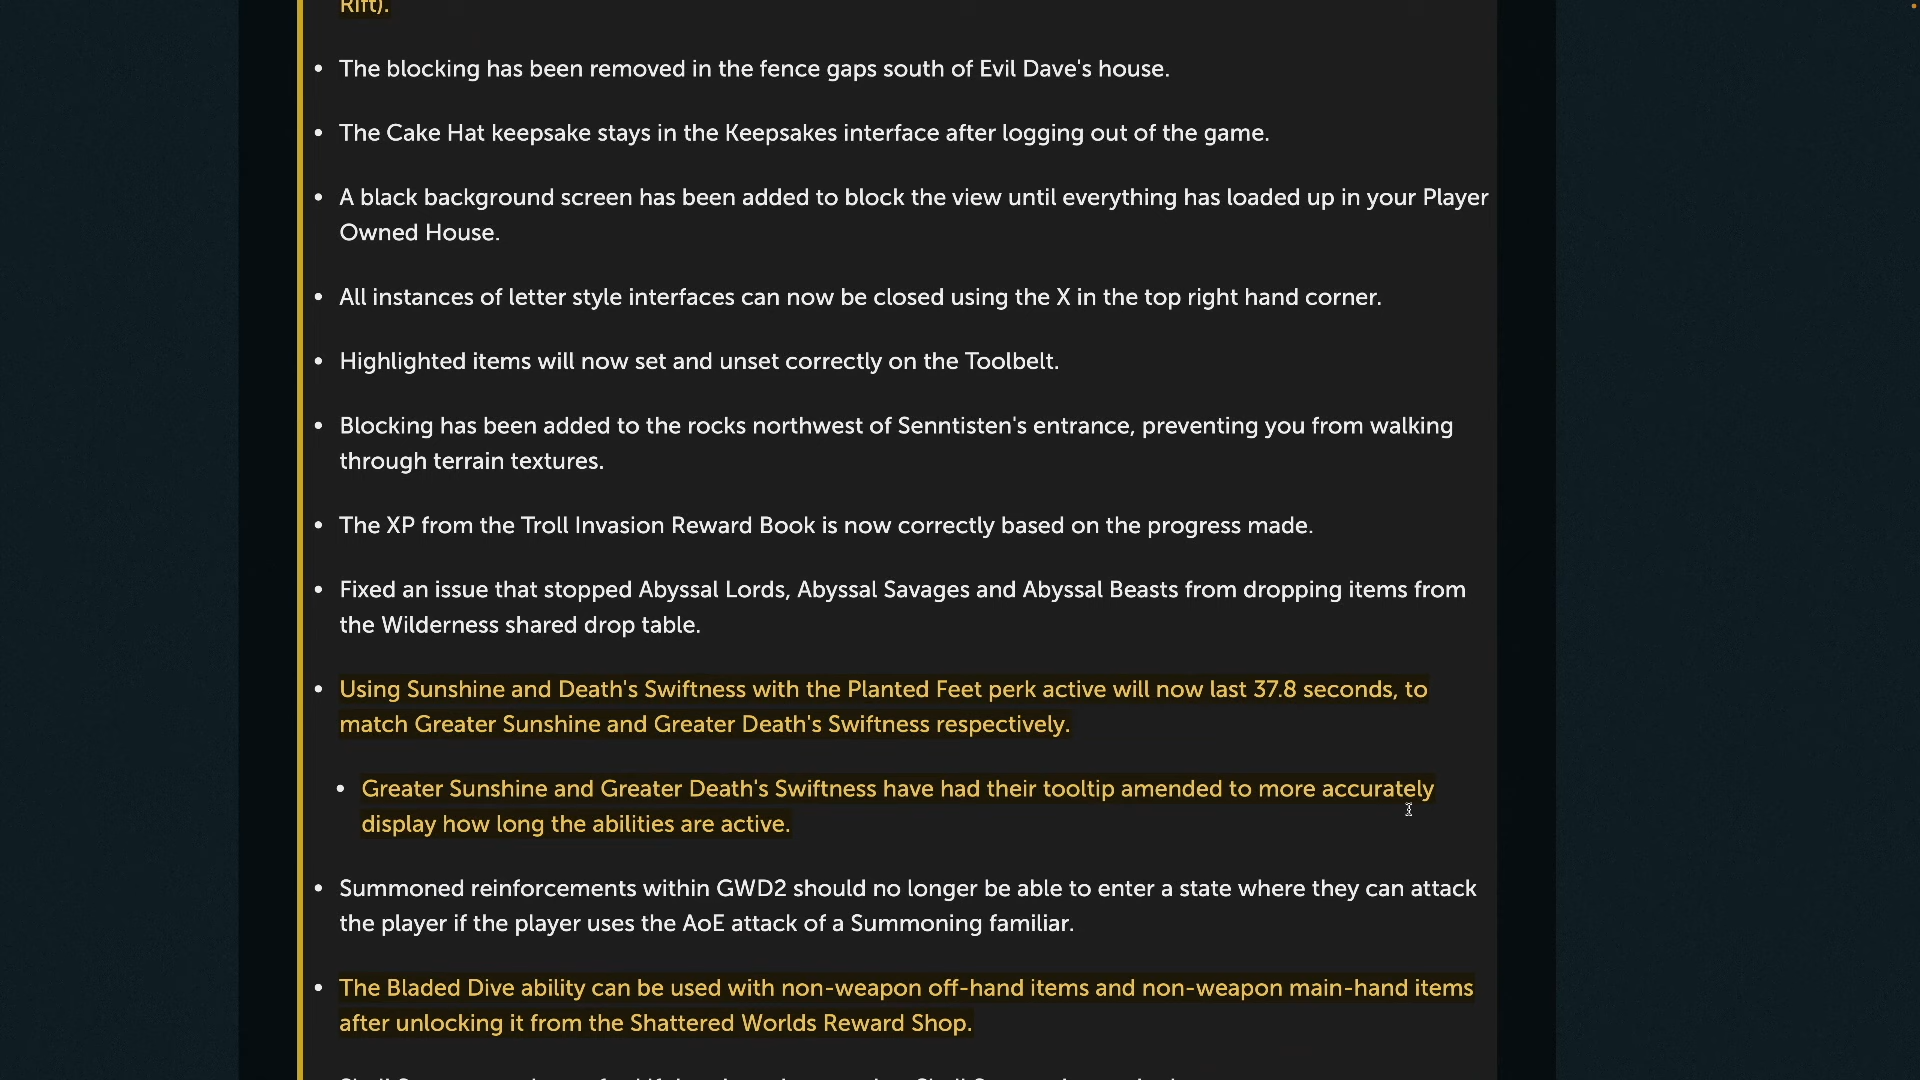 Rift).
The blocking has been removed in the fence gaps south of Evil Dave's house.
The Cake Hat keepsake stays in the Keepsakes interface after logging out of the game.
A black background screen has been added to block the view until everything has loaded up in your Player
Owned House.
All instances of letter style interfaces can now be closed using the X in the top right hand corner.
Highlighted items will now set and unset correctly on the Toolbelt.
Blocking has been added to the rocks northwest of Senntisten's entrance, preventing you from walking
through terrain textures.
The XP from the Troll Invasion Reward Book is now correctly based on the progress made.
Fixed an issue that stopped Abyssal Lords, Abyssal Savages and Abyssal Beasts from dropping items from
the Wilderness shared drop table.
Using Sunshine and Death's Swiftness with the Planted Feet perk active will now last 37.8 seconds, to
match Greater Sunshine and Greater Death's Swiftness respectively.
Greater Sunshine and Greater Death's Swiftness have had their tooltip amended to more accurately
display how long the abilities are active.
Summoned reinforcements within GWD2 should no longer be able to enter a state where they can attack
the player if the player uses the AoE attack of a Summoning familiar.
The Bladed Dive ability can be used with non-weapon off-hand items and non-weapon main-hand items
after unlocking it from the Shattered Worlds Reward Shop.